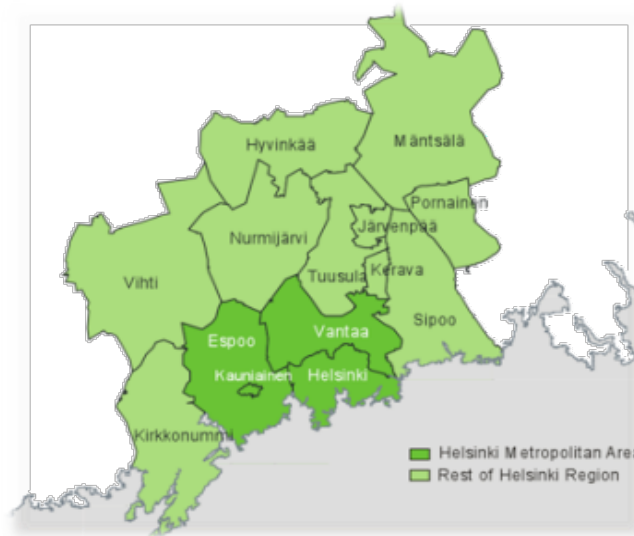 Hyvinkää
Mäntsälä
Pornainen
Nurmijärvi
Järvenpää
Vihti
Tuusula
Kerava
Sipoo
Espoo
Vantaa
Kauniainen
Helsinki
Kirkkonummi
Helsinki Metropolitan Area
Rest of Helsinki Region